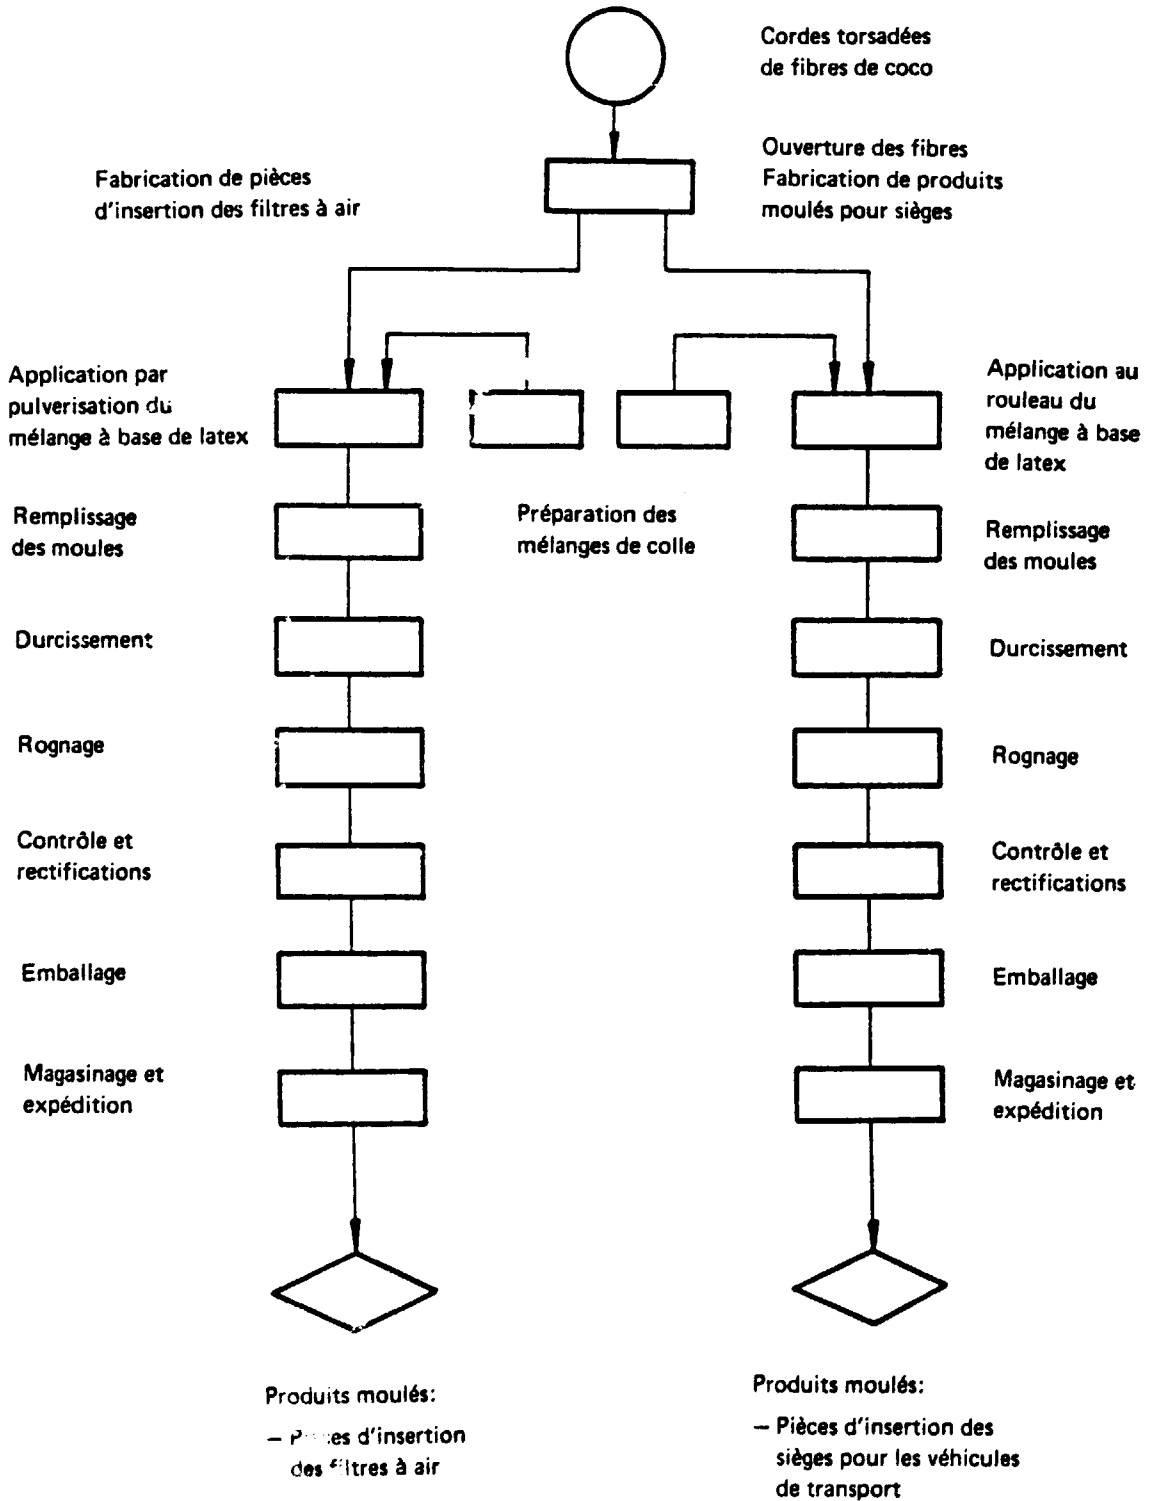 Cordes torsadées
de fibres de coco
Ouverture des fibres
Fabrication de produits
moulés pour sièges
Fabrication de pièces
d'insertion des filtres à air
Application par
pulverisation du
mélange à base de latex
Application au
rouleau du
mélange à base
de latex
Remplissage
des moules
Préparation des
mélanges de colle
Remplissage
des moules
Durcissement
Durcissement
Rognage
Rognage
Contrôle et
rectifications
Contrôle et
rectifications
Emballage
Emballage
Magasinage et
expédition
Magasinage et
expédition
Produits moulés:
— d'insertion
des filtres à air
Produits moulés:
— Pièces d'insertion des
sièges pour les véhicules
de transport